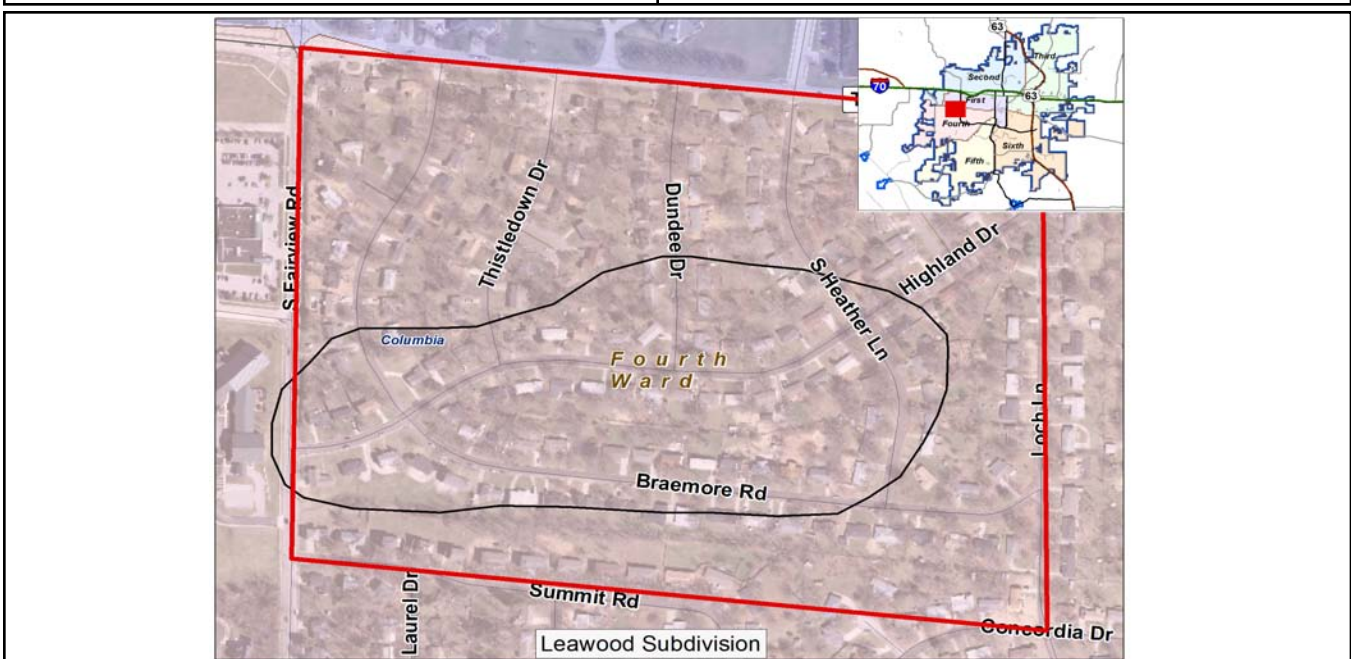 63
Third
Second
70
63
First
Fourth
Sixth
Fifth
S Fairview Rd
Thistledown Dr
Dundee Dr
Highland Dr
S Heather Ln
Columbia
Fourth
Ward
Loch Ln
Braemore Rd
Laurel Dr
Summit Rd
Concordia Dr
Leawood Subdivision